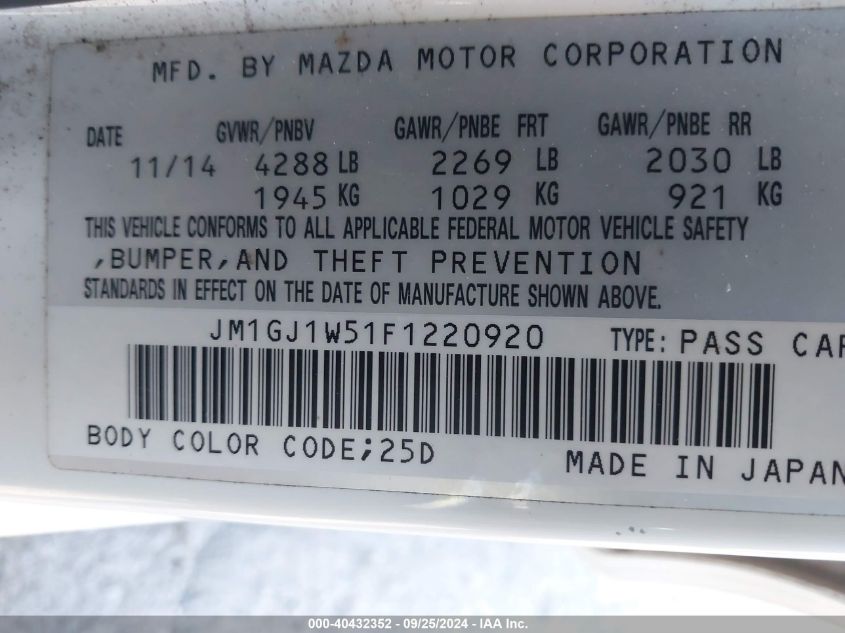 MFD. BY MAZDA MOTOR CORPORATION
DATE GVWR/PNBV GAWR/PNBE FRT GAWR/PNBE RR
11/14 4288 LB 2269 LB 2030 LB
1945 KG 1029 KG 921 KG
THIS VEHICLE CONFORMS TO ALL APPLICABLE FEDERAL MOTOR VEHICLE SAFETY
,BUMPER,AND THEFT PREVENTION
STANDARDS IN EFFECT ON THE DATE OF MANUFACTURE SHOWN ABOVE.
JM1GJ1W51F1220920 TYPE: PASS CAR
BODY COLOR CODE;25D
MADE IN JAPAN
000-40432352 - 09/25/2024 - IAA Inc.